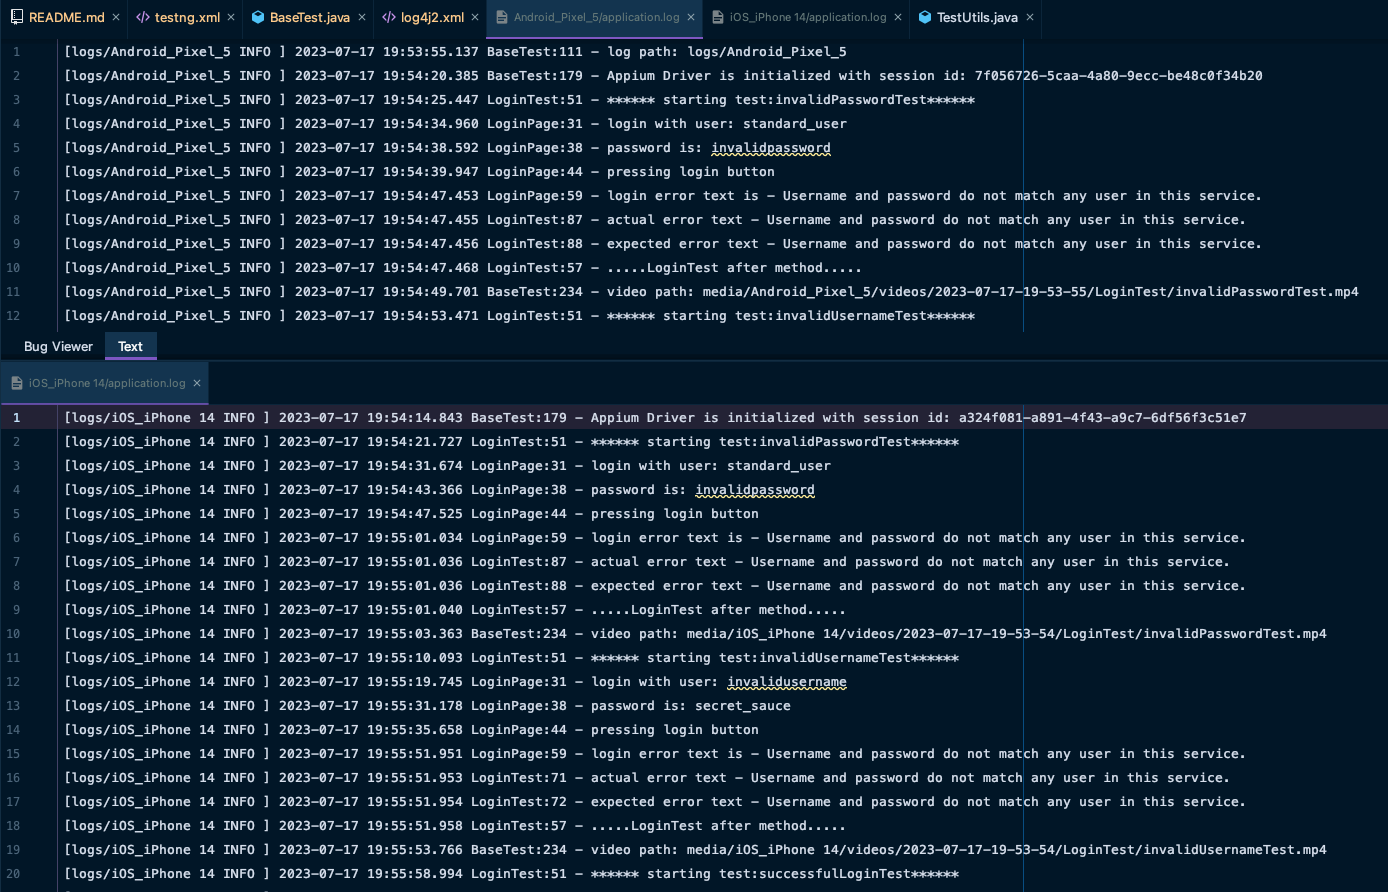 README.md × testng.xml × BaseTest.java × log4j2.xml × Android_Pixel_5/application.log × iOS_iPhone 14/application.log × TestUtils.java ×
1 [logs/Android_Pixel_5 INFO ] 2023-07-17 19:53:55.137 BaseTest:111 - log path: logs/Android_Pixel_5
2 [logs/Android_Pixel_5 INFO ] 2023-07-17 19:54:20.385 BaseTest:179 - Appium Driver is initialized with session id: 7f056726-5caa-4a80-9ecc-be48c0f34b20
3 [logs/Android_Pixel_5 INFO ] 2023-07-17 19:54:25.447 LoginTest:51 - ****** starting test:invalidPasswordTest******
4 [logs/Android_Pixel_5 INFO ] 2023-07-17 19:54:34.960 LoginPage:31 - login with user: standard_user
5 [logs/Android_Pixel_5 INFO ] 2023-07-17 19:54:38.592 LoginPage:38 - password is: invalidpassword
6 [logs/Android_Pixel_5 INFO ] 2023-07-17 19:54:39.947 LoginPage:44 - pressing login button
7 [logs/Android_Pixel_5 INFO ] 2023-07-17 19:54:47.453 LoginPage:59 - login error text is - Username and password do not match any user in this service.
8 [logs/Android_Pixel_5 INFO ] 2023-07-17 19:54:47.455 LoginTest:87 - actual error text - Username and password do not match any user in this service.
9 [logs/Android_Pixel_5 INFO ] 2023-07-17 19:54:47.456 LoginTest:88 - expected error text - Username and password do not match any user in this service.
10 [logs/Android_Pixel_5 INFO ] 2023-07-17 19:54:47.468 LoginTest:57 - .....LoginTest after method.....
11 [logs/Android_Pixel_5 INFO ] 2023-07-17 19:54:49.701 BaseTest:234 - video path: media/Android_Pixel_5/videos/2023-07-17-19-53-55/LoginTest/invalidPasswordTest.mp4
12 [logs/Android_Pixel_5 INFO ] 2023-07-17 19:54:53.471 LoginTest:51 - ****** starting test:invalidUsernameTest******
Bug Viewer Text
iOS_iPhone 14/application.log ×
1 [logs/iOS_iPhone 14 INFO ] 2023-07-17 19:54:14.843 BaseTest:179 - Appium Driver is initialized with session id: a324f081-a891-4f43-a9c7-6df56f3c51e7
2 [logs/iOS_iPhone 14 INFO ] 2023-07-17 19:54:21.727 LoginTest:51 - ****** starting test:invalidPasswordTest******
3 [logs/iOS_iPhone 14 INFO ] 2023-07-17 19:54:31.674 LoginPage:31 - login with user: standard_user
4 [logs/iOS_iPhone 14 INFO ] 2023-07-17 19:54:43.366 LoginPage:38 - password is: invalidpassword
5 [logs/iOS_iPhone 14 INFO ] 2023-07-17 19:54:47.525 LoginPage:44 - pressing login button
6 [logs/iOS_iPhone 14 INFO ] 2023-07-17 19:55:01.034 LoginPage:59 - login error text is - Username and password do not match any user in this service.
7 [logs/iOS_iPhone 14 INFO ] 2023-07-17 19:55:01.036 LoginTest:87 - actual error text - Username and password do not match any user in this service.
8 [logs/iOS_iPhone 14 INFO ] 2023-07-17 19:55:01.036 LoginTest:88 - expected error text - Username and password do not match any user in this service.
9 [logs/iOS_iPhone 14 INFO ] 2023-07-17 19:55:01.040 LoginTest:57 - .....LoginTest after method.....
10 [logs/iOS_iPhone 14 INFO ] 2023-07-17 19:55:03.363 BaseTest:234 - video path: media/iOS_iPhone 14/videos/2023-07-17-19-53-54/LoginTest/invalidPasswordTest.mp4
11 [logs/iOS_iPhone 14 INFO ] 2023-07-17 19:55:10.093 LoginTest:51 - ****** starting test:invalidUsernameTest******
12 [logs/iOS_iPhone 14 INFO ] 2023-07-17 19:55:19.745 LoginPage:31 - login with user: invalidusername
13 [logs/iOS_iPhone 14 INFO ] 2023-07-17 19:55:31.178 LoginPage:38 - password is: secret_sauce
14 [logs/iOS_iPhone 14 INFO ] 2023-07-17 19:55:35.658 LoginPage:44 - pressing login button
15 [logs/iOS_iPhone 14 INFO ] 2023-07-17 19:55:51.951 LoginPage:59 - login error text is - Username and password do not match any user in this service.
16 [logs/iOS_iPhone 14 INFO ] 2023-07-17 19:55:51.953 LoginTest:71 - actual error text - Username and password do not match any user in this service.
17 [logs/iOS_iPhone 14 INFO ] 2023-07-17 19:55:51.954 LoginTest:72 - expected error text - Username and password do not match any user in this service.
18 [logs/iOS_iPhone 14 INFO ] 2023-07-17 19:55:51.958 LoginTest:57 - .....LoginTest after method.....
19 [logs/iOS_iPhone 14 INFO ] 2023-07-17 19:55:53.766 BaseTest:234 - video path: media/iOS_iPhone 14/videos/2023-07-17-19-53-54/LoginTest/invalidUsernameTest.mp4
20 [logs/iOS_iPhone 14 INFO ] 2023-07-17 19:55:58.994 LoginTest:51 - ****** starting test:successfulLoginTest******